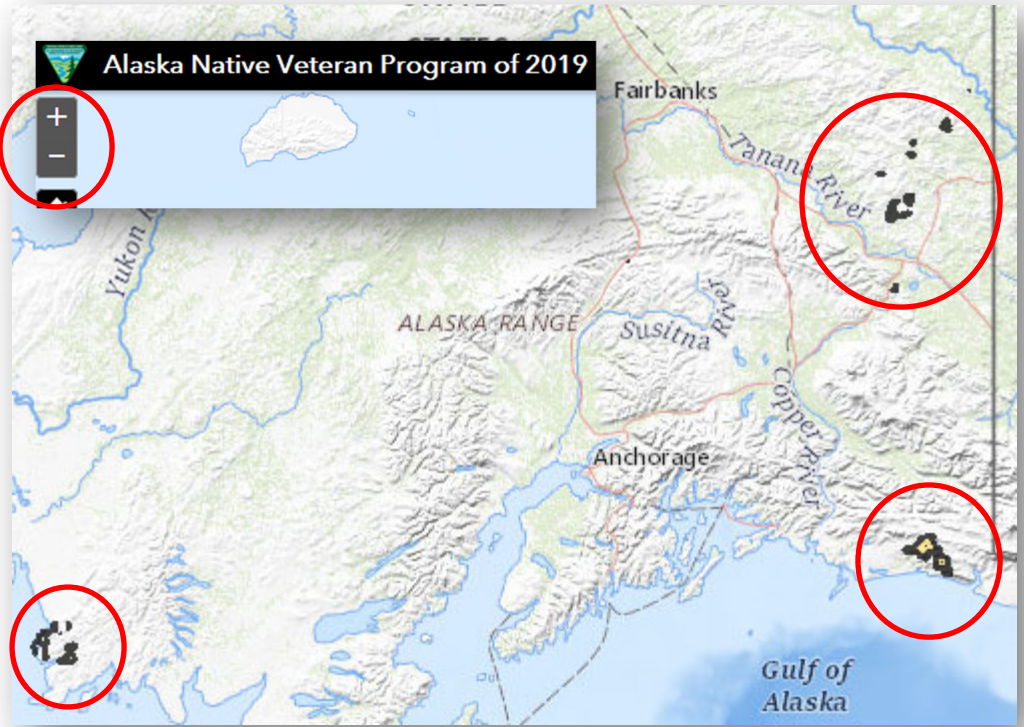 Alaska Native Veteran Program of 2019
+
−
Fairbanks
Tanana River
Yukon
ALASKA RANGE
Susitna
River
Copper River
Anchorage
Gulf of
Alaska